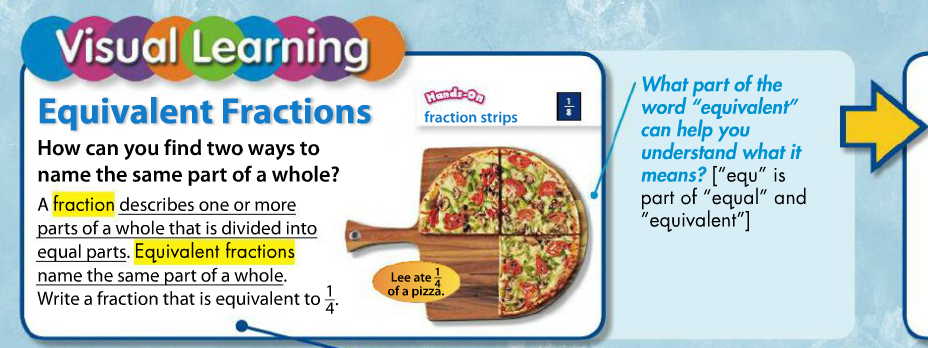 Visual Learning
Equivalent Fractions
How can you find two ways to
name the same part of a whole?
A fraction describes one or more
parts of a whole that is divided into
equal parts. Equivalent fractions
name the same part of a whole.
Write a fraction that is equivalent to 1/4.
Hands-On
fraction strips
1/8
Lee ate 1/4
of a pizza.
What part of the
word “equivalent”
can help you
understand what it
means? [“equ” is
part of “equal” and
“equivalent”]